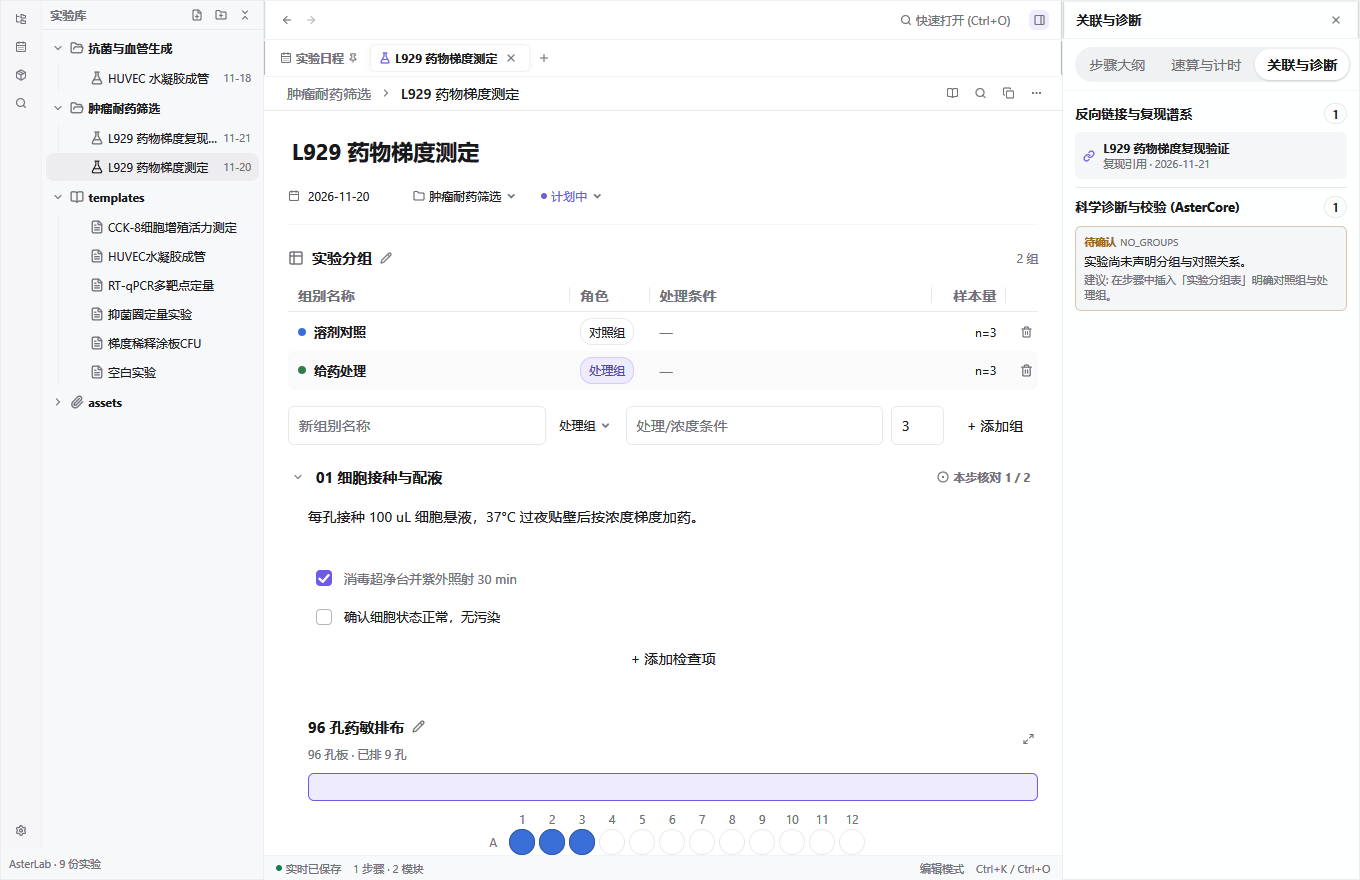 实验库
抗菌与血管生成
HUVEC 水凝胶成管 11-18
肿瘤耐药筛选
L929 药物梯度复现... 11-21
L929 药物梯度测定 11-20
templates
CCK-8细胞增殖活力测定
HUVEC水凝胶成管
RT-qPCR多靶点定量
抑菌圈定量实验
梯度稀释涂板CFU
空白实验
assets
AsterLab · 9 份实验
快速打开 (Ctrl+O)
实验日程 L929 药物梯度测定
肿瘤耐药筛选 > L929 药物梯度测定
L929 药物梯度测定
2026-11-20 肿瘤耐药筛选 计划中
实验分组 2 组
组别名称 角色 处理条件 样本量
溶剂对照 对照组 — n=3
给药处理 处理组 — n=3
新组别名称 处理组 处理/浓度条件 3 + 添加组
01 细胞接种与配液 本步核对 1 / 2
每孔接种 100 uL 细胞悬液，37°C 过夜贴壁后按浓度梯度加药。
消毒超净台并紫外照射 30 min
确认细胞状态正常，无污染
+ 添加检查项
96 孔药敏排布
96 孔板 · 已排 9 孔
1 2 3 4 5 6 7 8 9 10 11 12
A
实时已保存 1 步骤 · 2 模块 编辑模式 Ctrl+K / Ctrl+O
关联与诊断
步骤大纲 速算与计时 关联与诊断
反向链接与复现谱系 1
L929 药物梯度复现验证
复现引用 · 2026-11-21
科学诊断与校验 (AsterCore) 1
待确认 NO_GROUPS
实验尚未声明分组与对照关系。
建议: 在步骤中插入「实验分组表」明确对照组与处
理组。